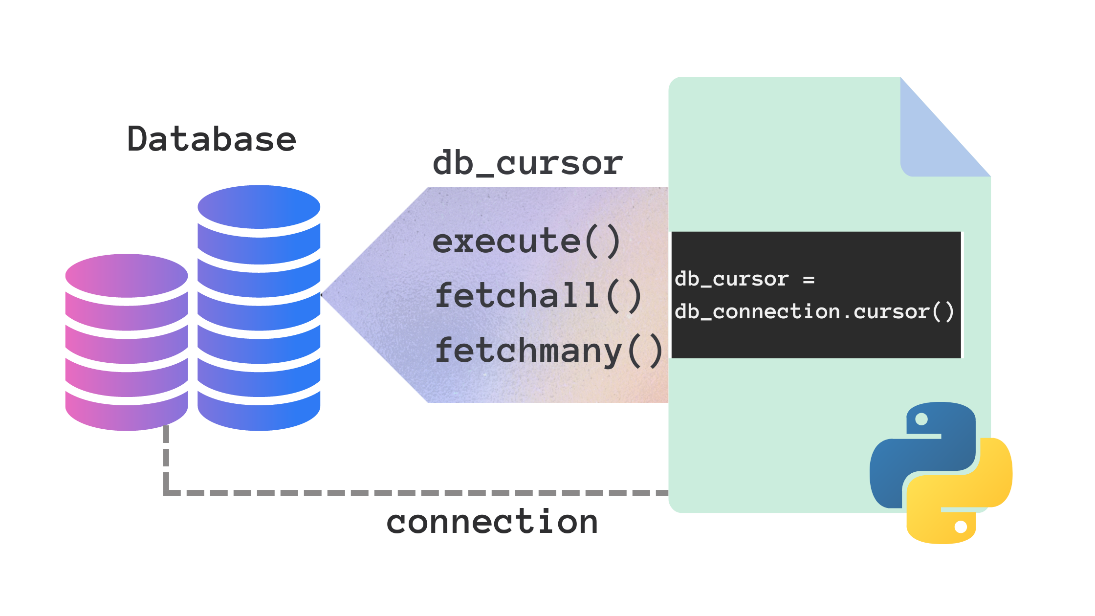 Database
db_cursor
execute()
fetchall()
fetchmany()
db_cursor =
db_connection.cursor()
connection